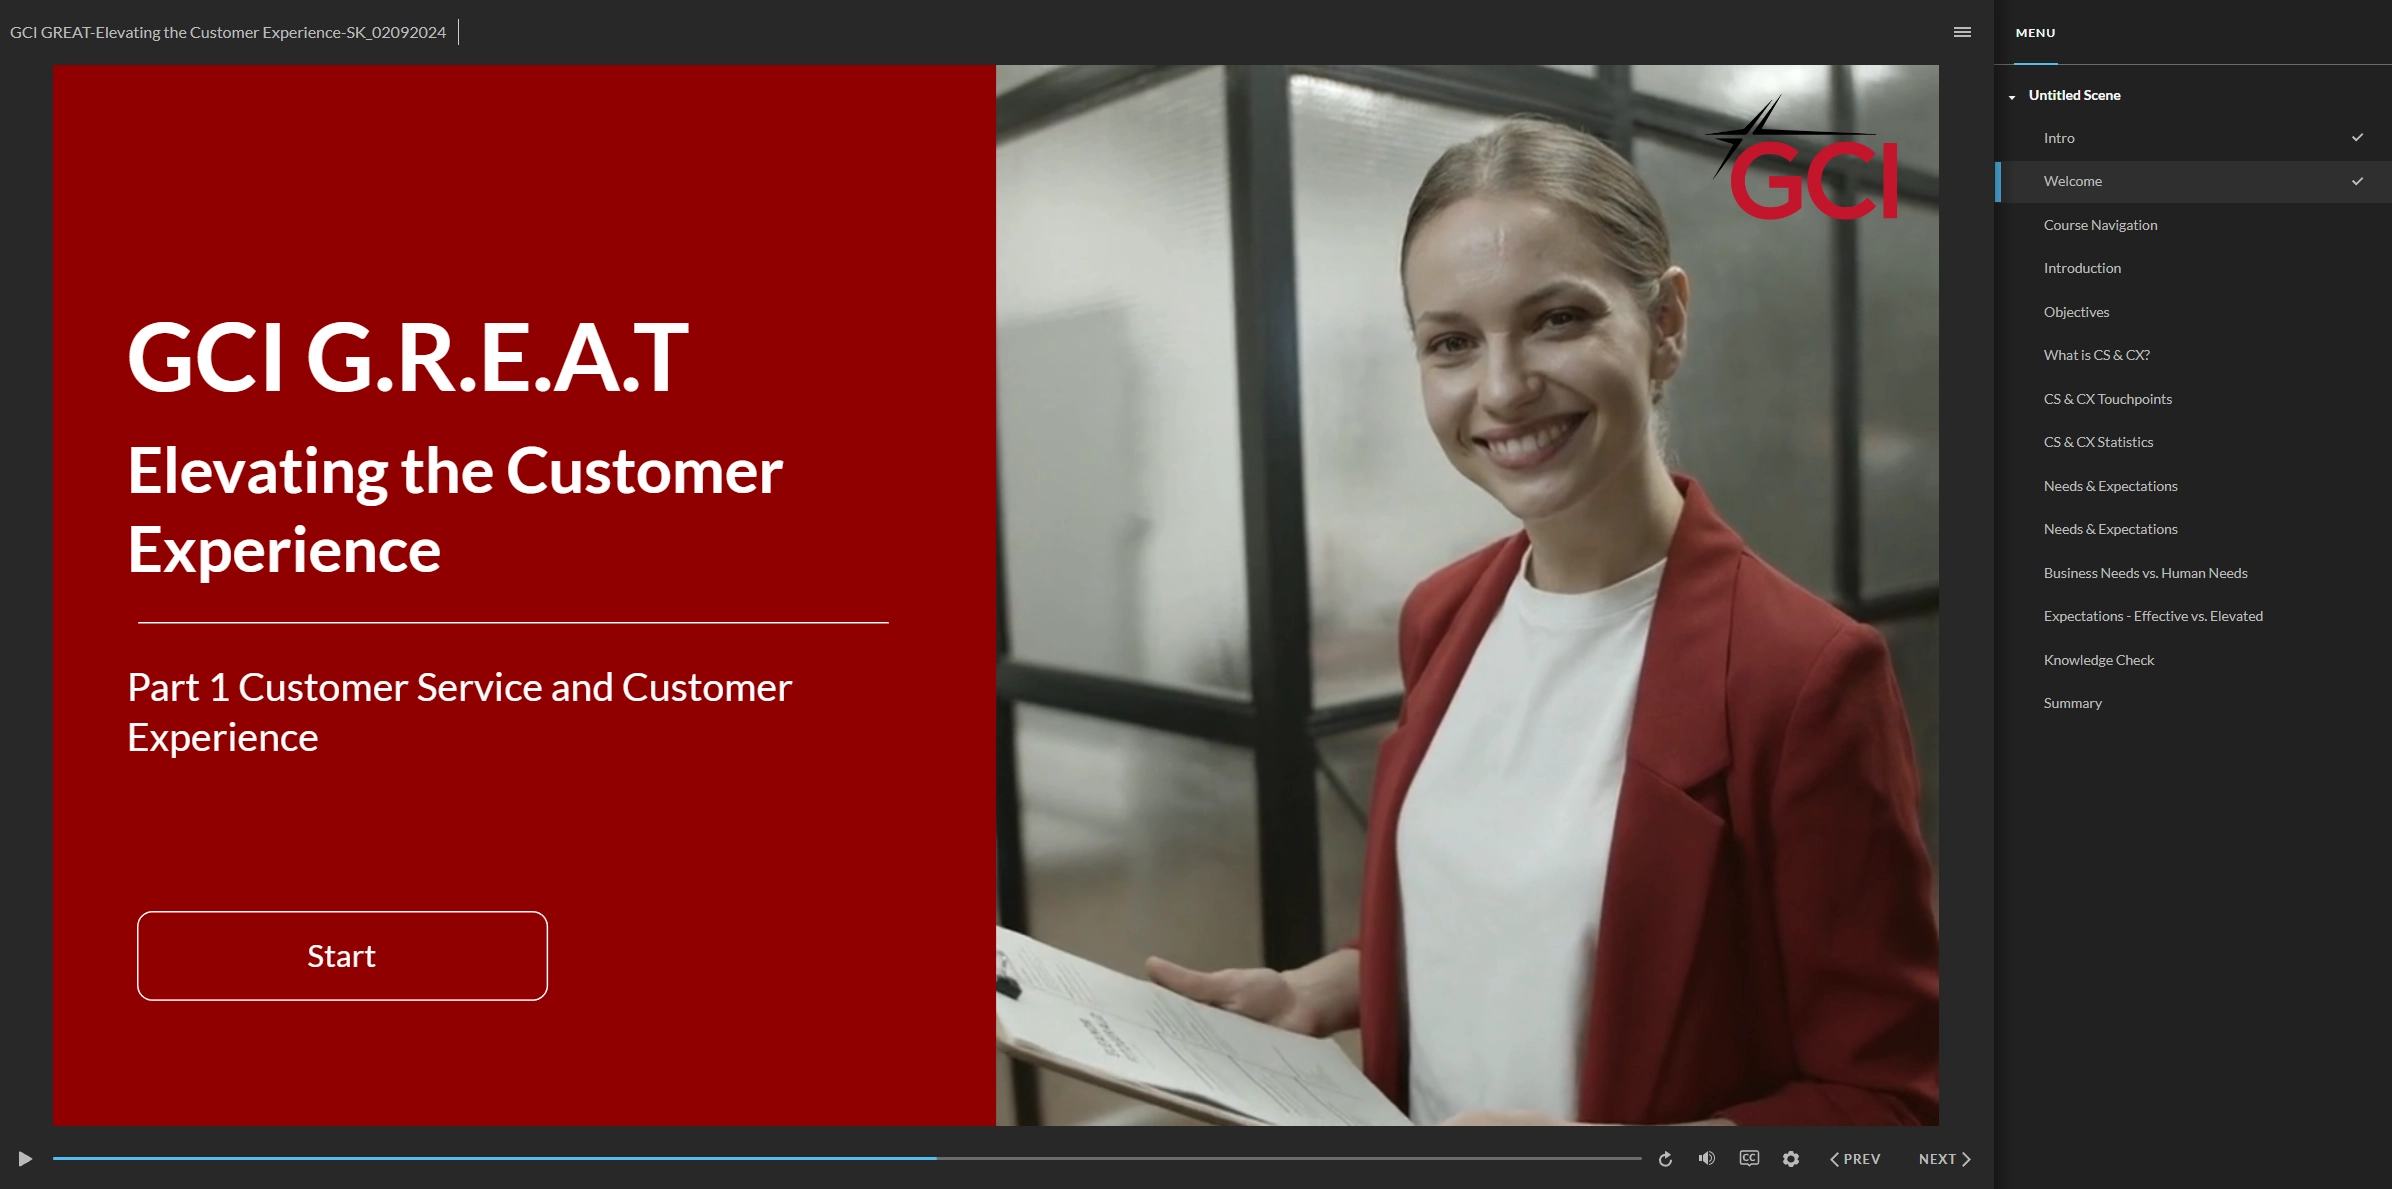 GCI GREAT-Elevating the Customer Experience-SK_02092024
GCI G.R.E.A.T
Elevating the Customer
Experience
Part 1 Customer Service and Customer
Experience
Start
GCI
CC
PREV
NEXT
MENU
Untitled Scene
Intro
Welcome
Course Navigation
Introduction
Objectives
What is CS & CX?
CS & CX Touchpoints
CS & CX Statistics
Needs & Expectations
Needs & Expectations
Business Needs vs. Human Needs
Expectations - Effective vs. Elevated
Knowledge Check
Summary